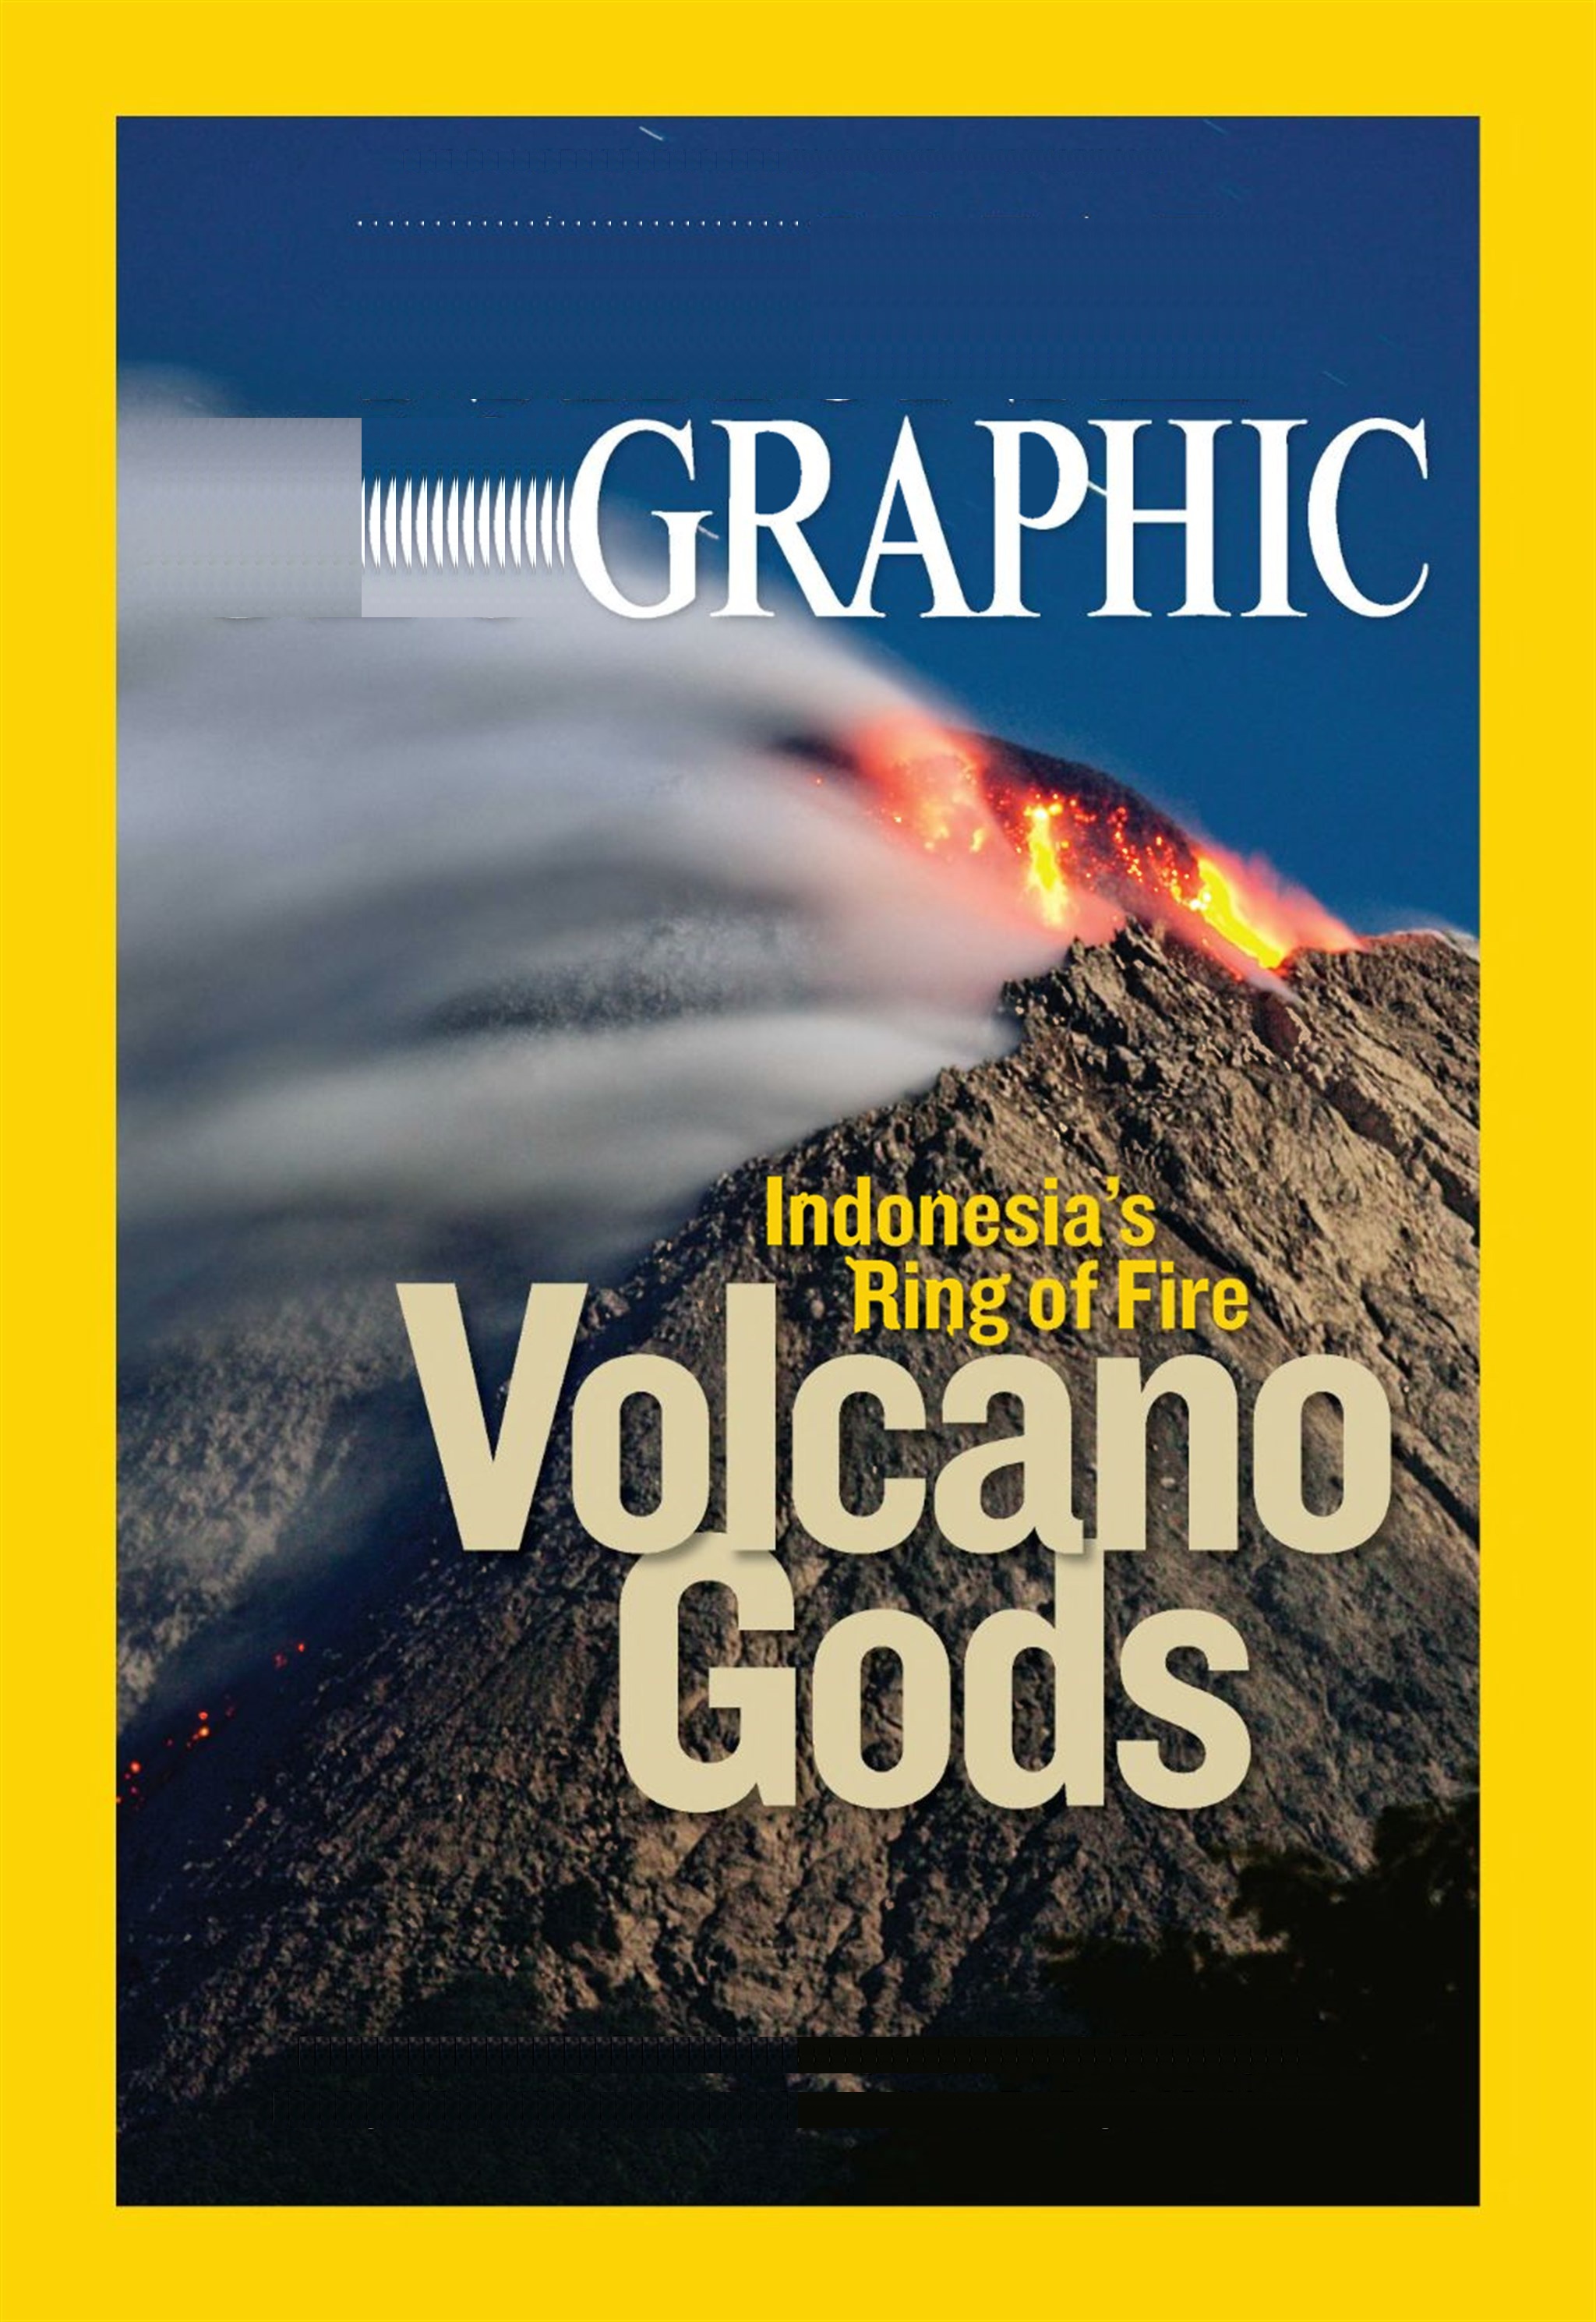 GRAPHIC
Indonesia's
Ring of Fire
Volcano
Gods